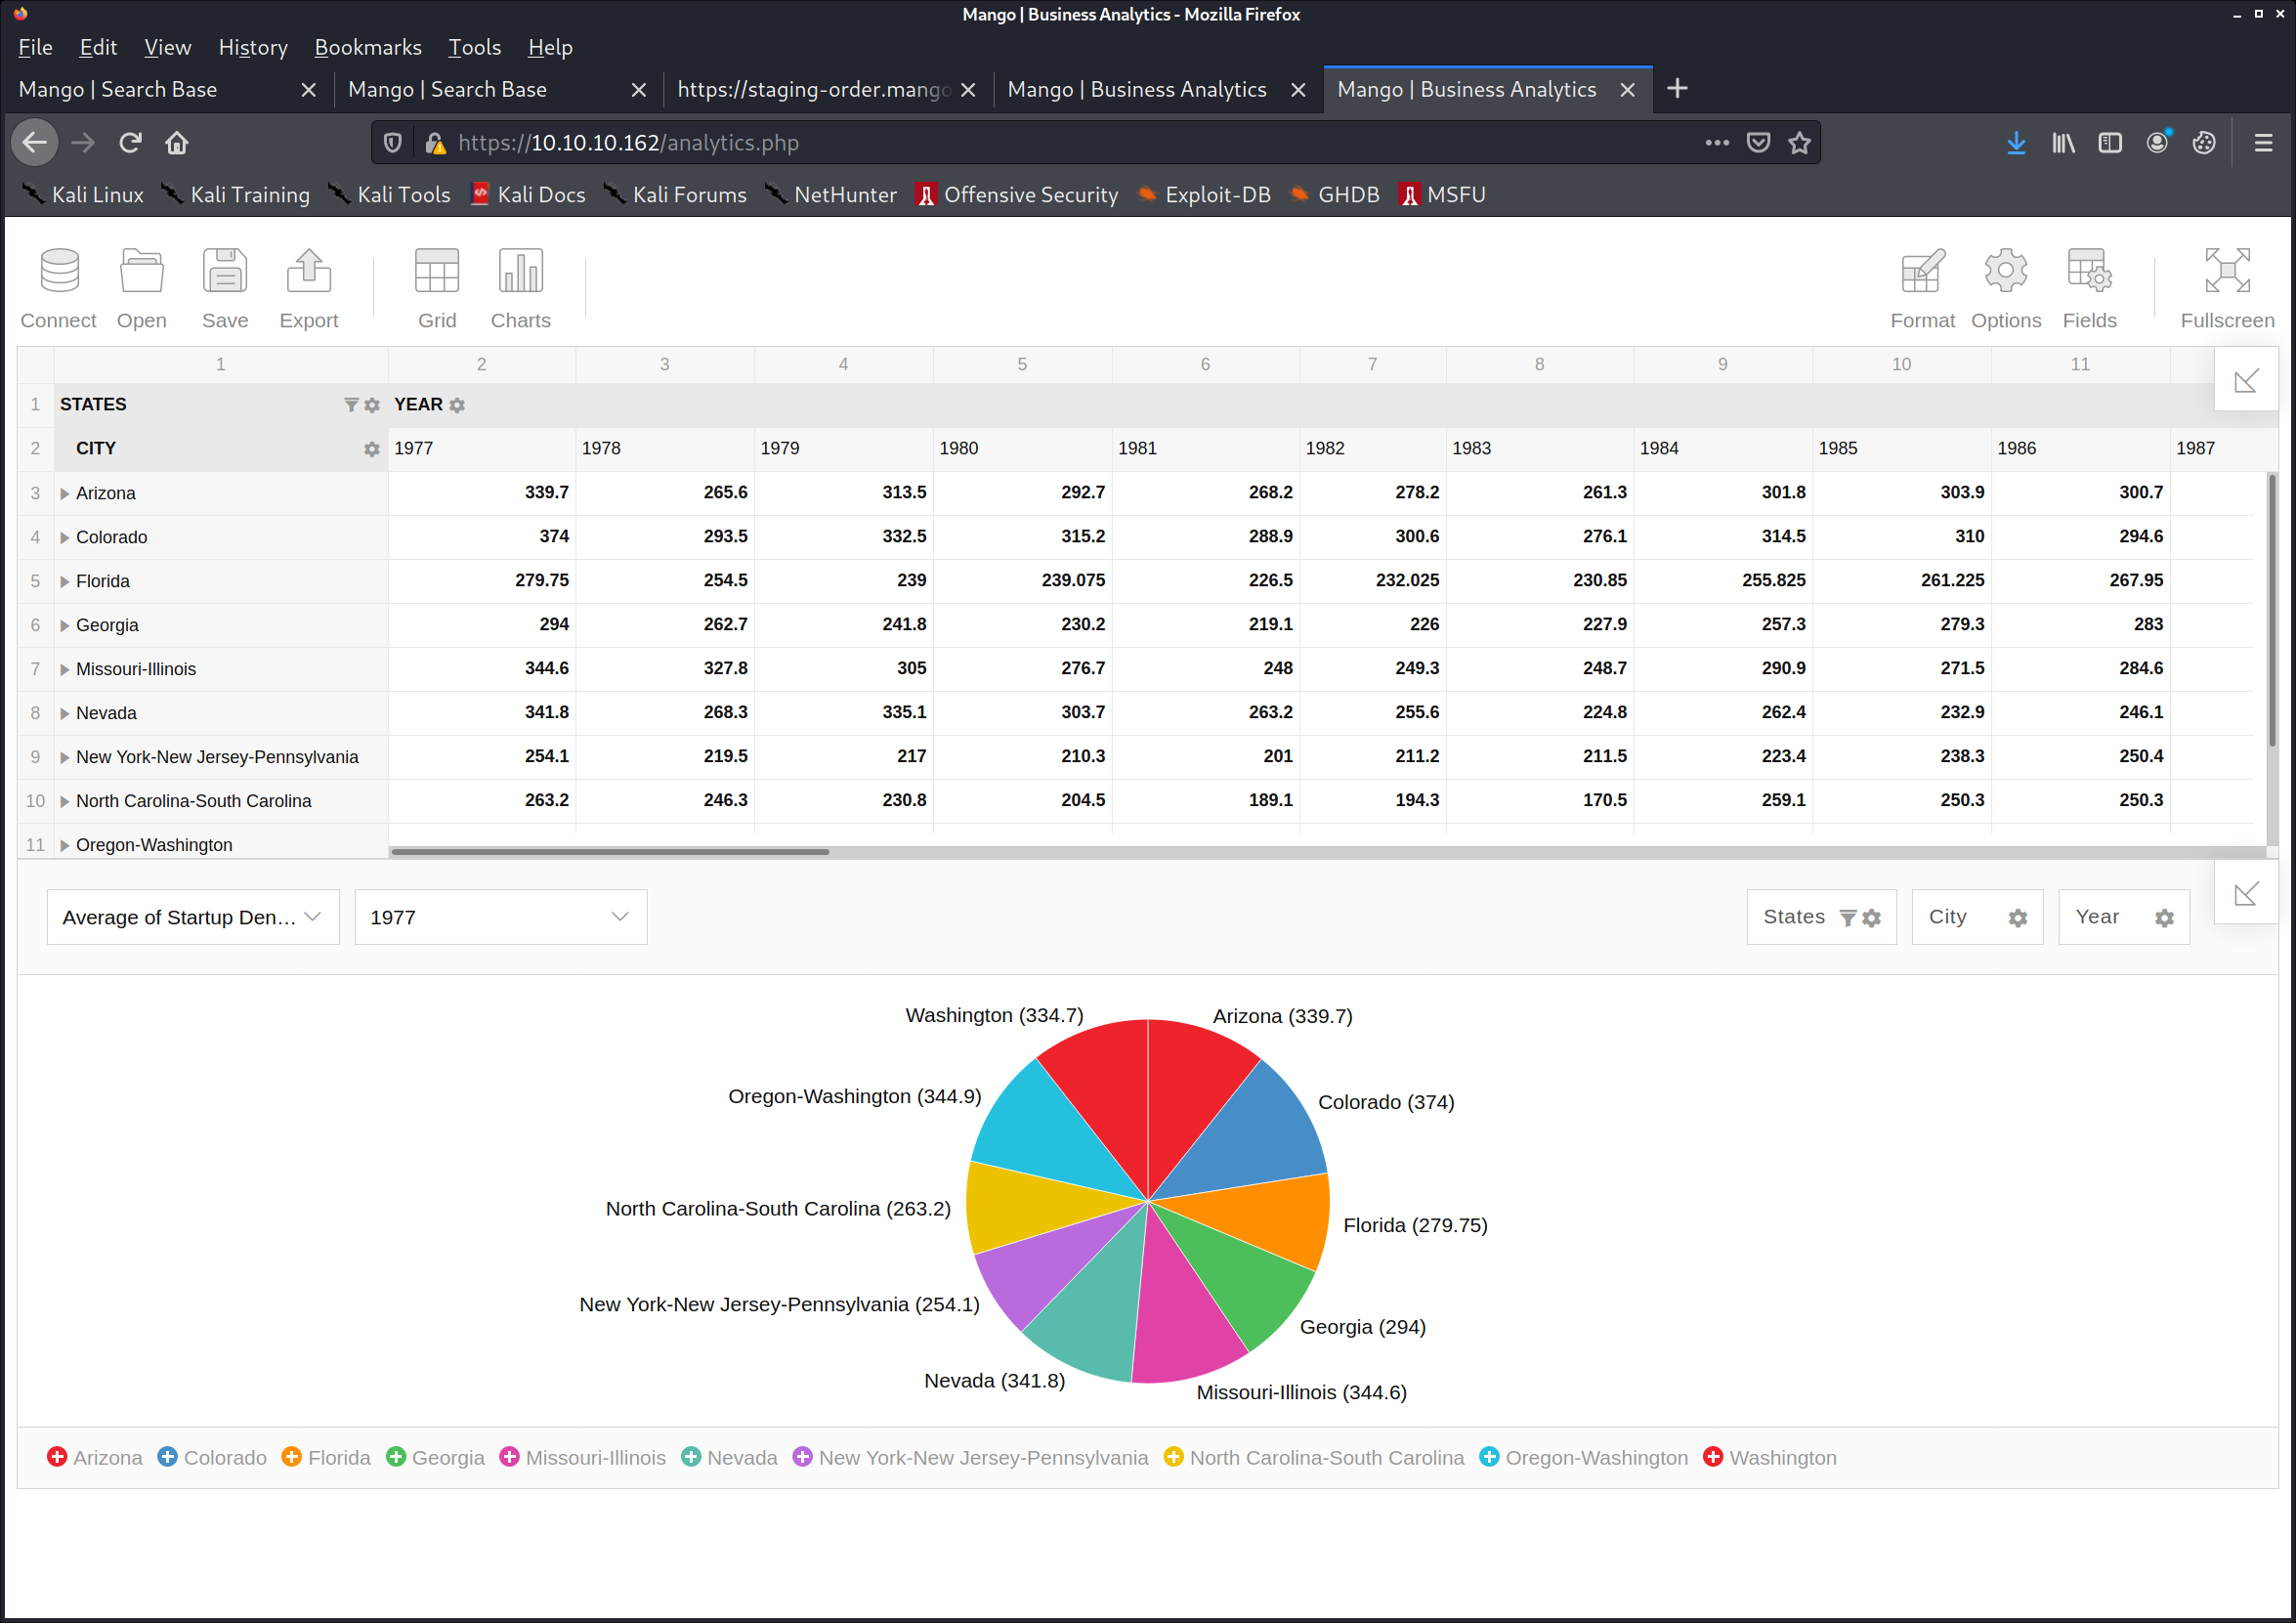 Mango | Business Analytics - Mozilla Firefox
File Edit View History Bookmarks Tools Help
Mango | Search Base Mango | Search Base https://staging-order.mango Mango | Business Analytics Mango | Business Analytics
https://10.10.10.162/analytics.php
Kali Linux Kali Training Kali Tools Kali Docs Kali Forums NetHunter Offensive Security Exploit-DB GHDB MSFU
Connect Open Save Export Grid Charts Format Options Fields Fullscreen
1 2 3 4 5 6 7 8 9 10 11
1 STATES YEAR
2 CITY 1977 1978 1979 1980 1981 1982 1983 1984 1985 1986 1987
3 Arizona 339.7 265.6 313.5 292.7 268.2 278.2 261.3 301.8 303.9 300.7
4 Colorado 374 293.5 332.5 315.2 288.9 300.6 276.1 314.5 310 294.6
5 Florida 279.75 254.5 239 239.075 226.5 232.025 230.85 255.825 261.225 267.95
6 Georgia 294 262.7 241.8 230.2 219.1 226 227.9 257.3 279.3 283
7 Missouri-Illinois 344.6 327.8 305 276.7 248 249.3 248.7 290.9 271.5 284.6
8 Nevada 341.8 268.3 335.1 303.7 263.2 255.6 224.8 262.4 232.9 246.1
9 New York-New Jersey-Pennsylvania 254.1 219.5 217 210.3 201 211.2 211.5 223.4 238.3 250.4
10 North Carolina-South Carolina 263.2 246.3 230.8 204.5 189.1 194.3 170.5 259.1 250.3 250.3
11 Oregon-Washington
Average of Startup Den... 1977 States City Year
Washington (334.7) Arizona (339.7)
Oregon-Washington (344.9) Colorado (374)
North Carolina-South Carolina (263.2) Florida (279.75)
New York-New Jersey-Pennsylvania (254.1) Georgia (294)
Nevada (341.8) Missouri-Illinois (344.6)
Arizona Colorado Florida Georgia Missouri-Illinois Nevada New York-New Jersey-Pennsylvania North Carolina-South Carolina Oregon-Washington Washington